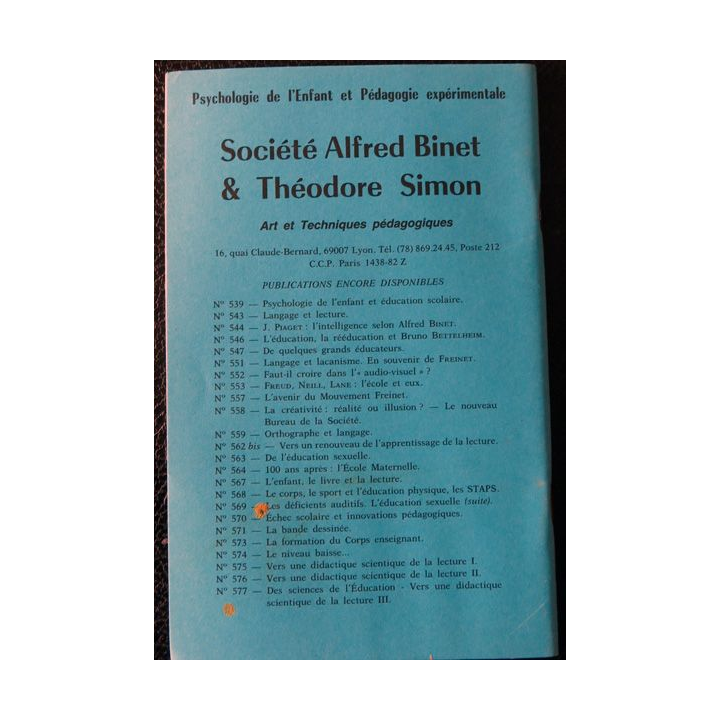 Psychologie de l'Enfant et Pédagogie expérimentale
Société Alfred Binet
& Théodore Simon
Art et Techniques pédagogiques
16, quai Claude-Bernard, 69007 Lyon. Tél. (78) 869.24.45, Poste 212
C.C.P. Paris 1438-82 Z
PUBLICATIONS ENCORE DISPONIBLES
N° 539 — Psychologie de l'enfant et éducation scolaire.
N° 543 — Langage et lecture.
N° 544 — J. PIAGET : l'intelligence selon Alfred BINET.
N° 546 — L'éducation, la rééducation et Bruno BETTELHEIM.
N° 547 — De quelques grands éducateurs.
N° 551 — Langage et lacanisme. En souvenir de FREINET.
N° 552 — Faut-il croire dans l'« audio-visuel » ?
N° 553 — FREUD, NEILL, LANE : l'école et eux.
N° 557 — L'avenir du Mouvement Freinet.
N° 558 — La créativité : réalité ou illusion ? — Le nouveau
Bureau de la Société.
N° 559 — Orthographe et langage.
N° 562 bis — Vers un renouveau de l'apprentissage de la lecture.
N° 563 — De l'éducation sexuelle.
N° 564 — 100 ans après : l'École Maternelle.
N° 567 — L'enfant, le livre et la lecture.
N° 568 — Le corps, le sport et l'éducation physique, les STAPS.
N° 569 — Les déficients auditifs. L'éducation sexuelle (suite).
N° 570 — Échec scolaire et innovations pédagogiques.
N° 571 — La bande dessinée.
N° 573 — La formation du Corps enseignant.
N° 574 — Le niveau baisse...
N° 575 — Vers une didactique scientique de la lecture I.
N° 576 — Vers une didactique scientique de la lecture II.
N° 577 — Des sciences de l'Éducation - Vers une didactique
scientique de la lecture III.